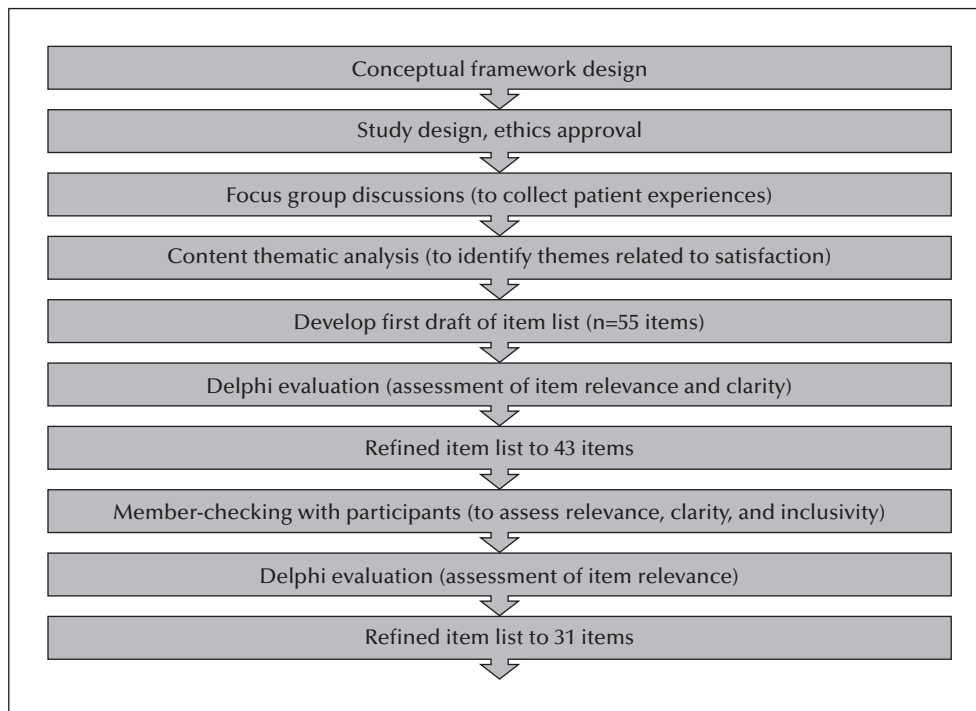 Conceptual framework design
Study design, ethics approval
Focus group discussions (to collect patient experiences)
Content thematic analysis (to identify themes related to satisfaction)
Develop first draft of item list (n=55 items)
Delphi evaluation (assessment of item relevance and clarity)
Refined item list to 43 items
Member-checking with participants (to assess relevance, clarity, and inclusivity)
Delphi evaluation (assessment of item relevance)
Refined item list to 31 items